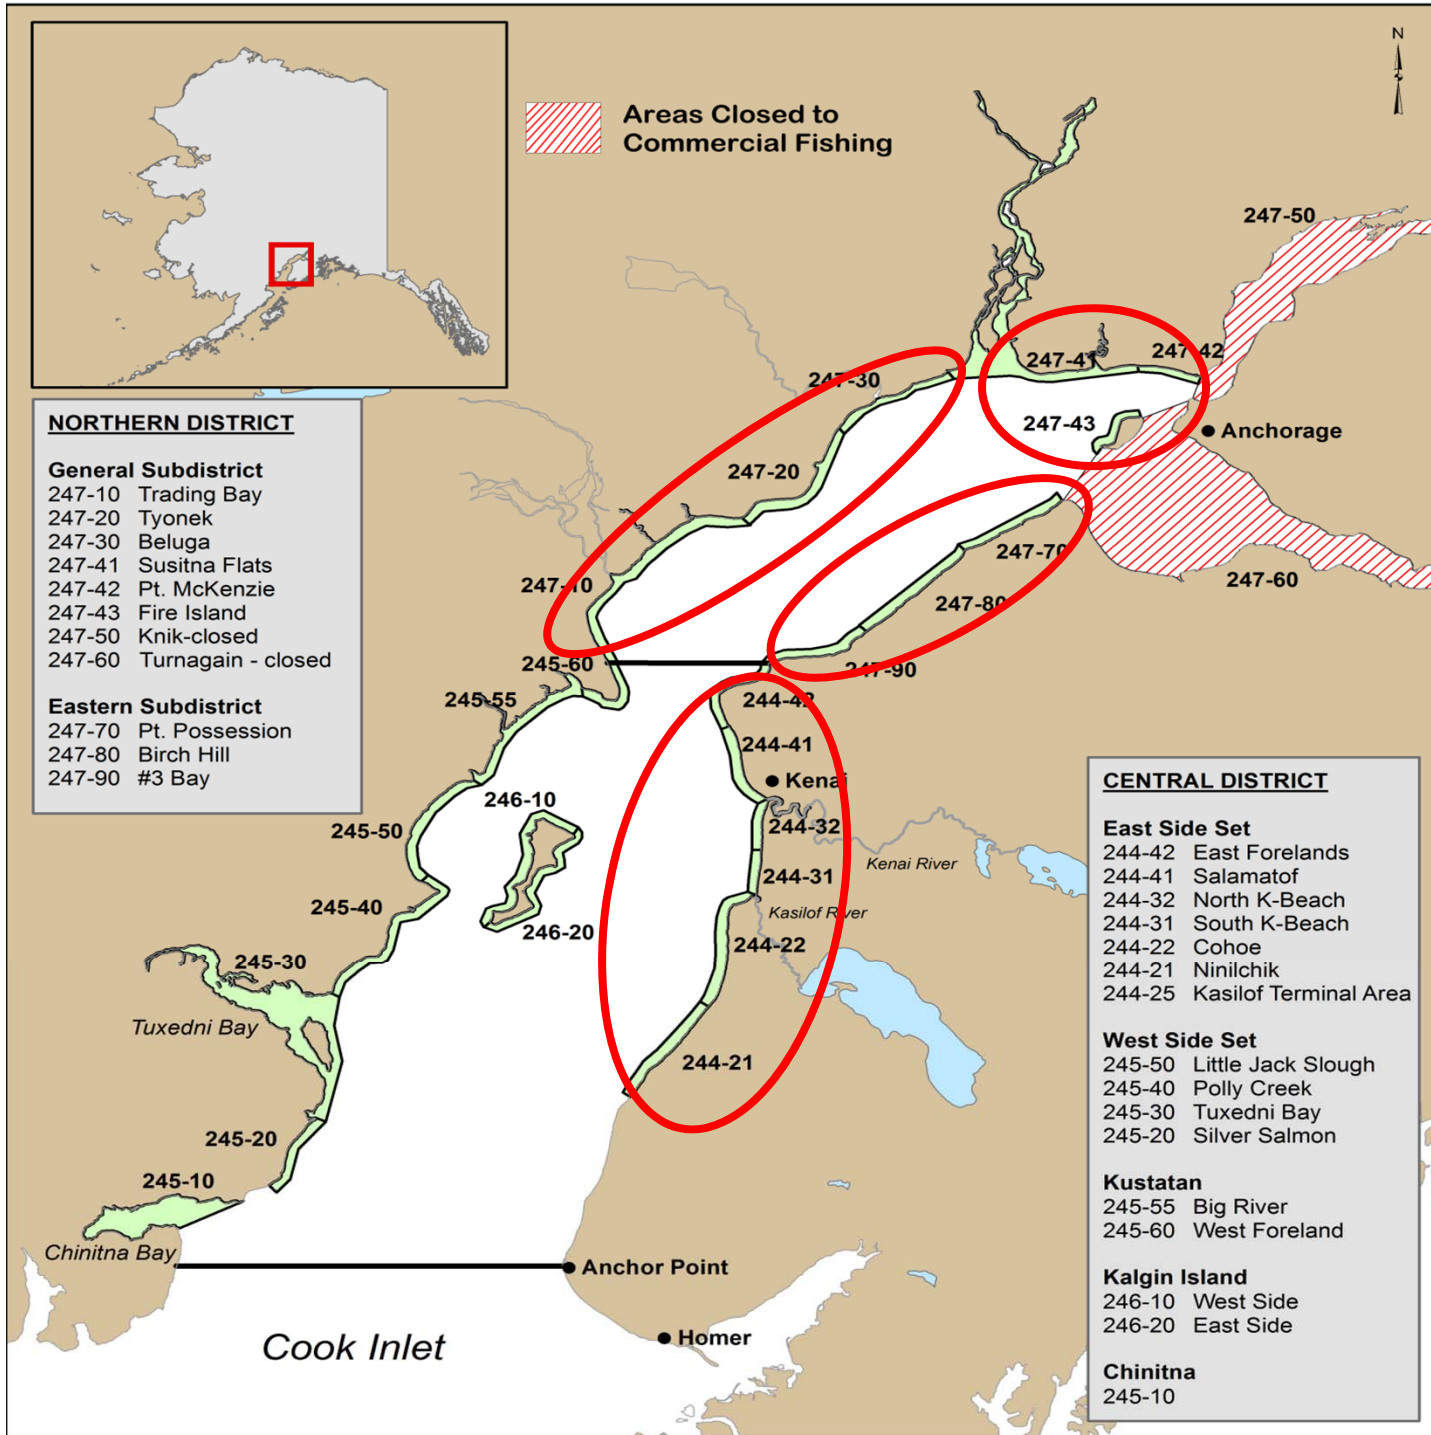 N
Areas Closed to
Commercial Fishing
247-50
247-41
247-42
247-30
247-43
Anchorage
247-20
247-70
247-10
247-60
247-80
245-60
247-90
245-55
244-42
244-41
Kenai
246-10
245-50
244-32
Kenai River
244-31
245-40
Kasilof River
246-20
244-22
245-30
Tuxedni Bay
244-21
245-20
245-10
Chinitna Bay
Anchor Point
Homer
Cook Inlet
NORTHERN DISTRICT
General Subdistrict
247-10 Trading Bay
247-20 Tyonek
247-30 Beluga
247-41 Susitna Flats
247-42 Pt. McKenzie
247-43 Fire Island
247-50 Knik-closed
247-60 Turnagain - closed
Eastern Subdistrict
247-70 Pt. Possession
247-80 Birch Hill
247-90 #3 Bay
CENTRAL DISTRICT
East Side Set
244-42 East Forelands
244-41 Salamatof
244-32 North K-Beach
244-31 South K-Beach
244-22 Cohoe
244-21 Ninilchik
244-25 Kasilof Terminal Area
West Side Set
245-50 Little Jack Slough
245-40 Polly Creek
245-30 Tuxedni Bay
245-20 Silver Salmon
Kustatan
245-55 Big River
245-60 West Foreland
Kalgin Island
246-10 West Side
246-20 East Side
Chinitna
245-10